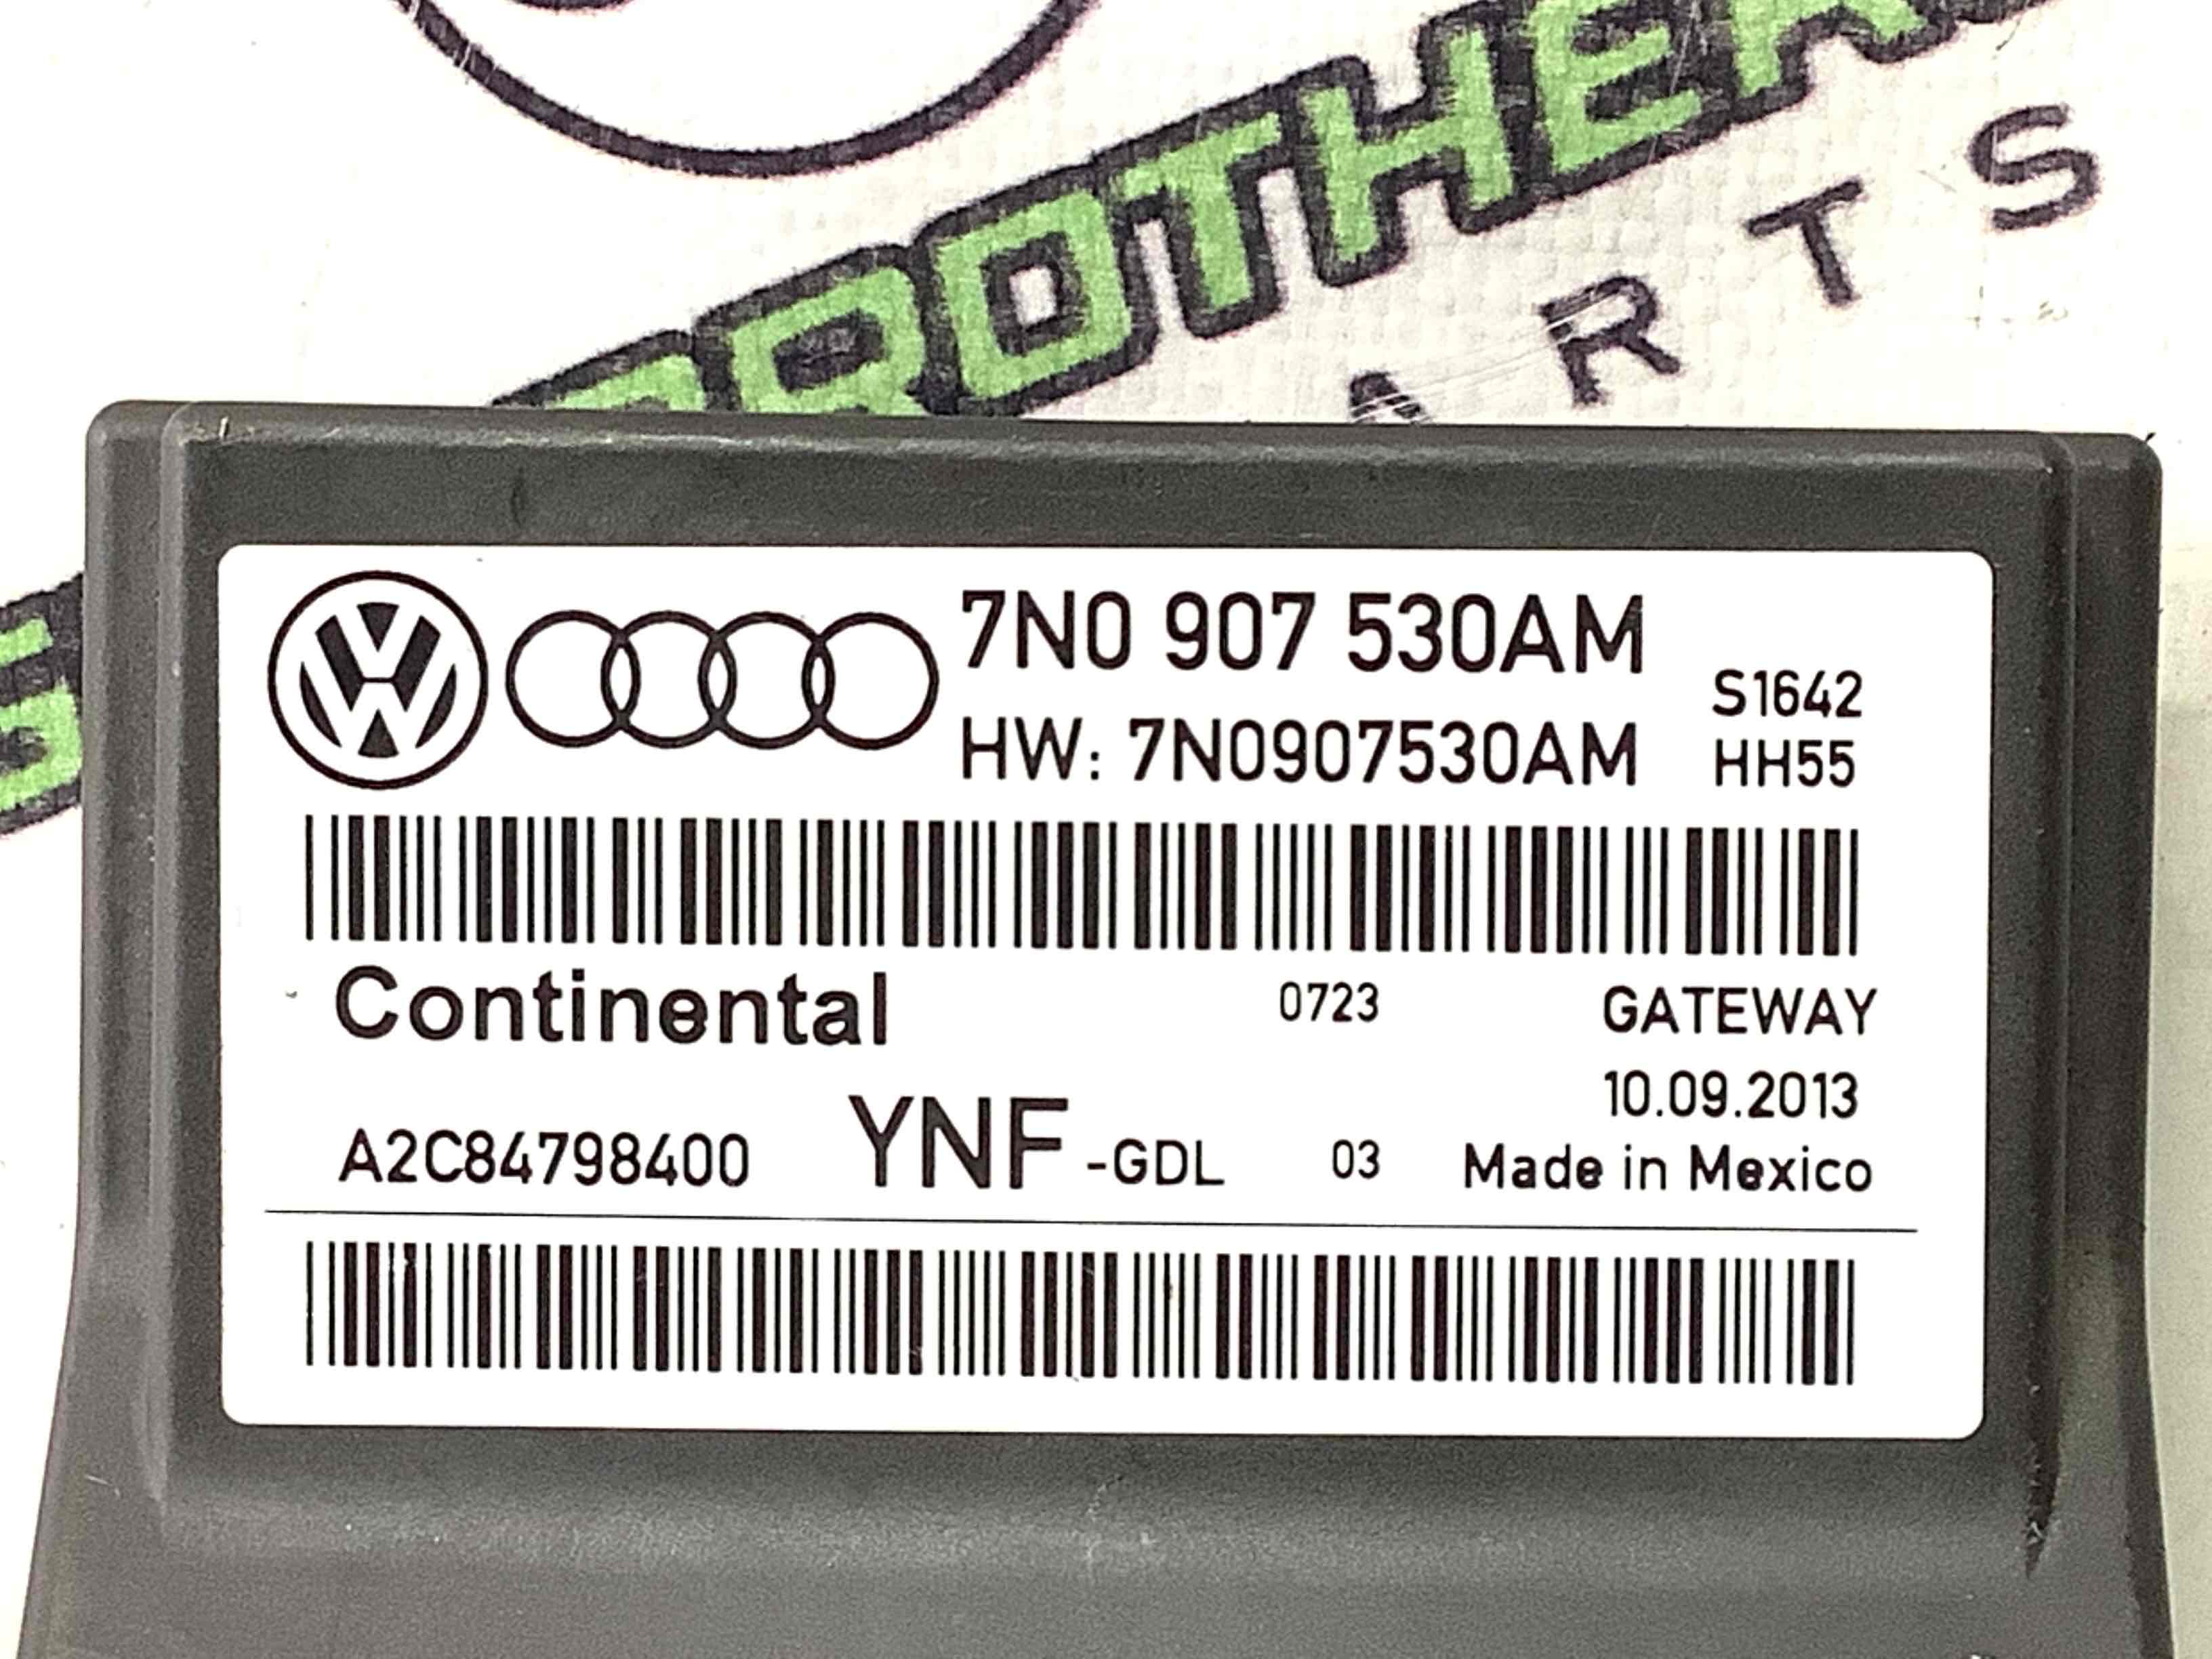 BROTHER
ARTS
G
7N0 907 530AM
S1642
HW: 7N0907530AM
HH55
Continental
0723
GATEWAY
10.09.2013
A2C84798400
YNF -GDL
03
Made in Mexico